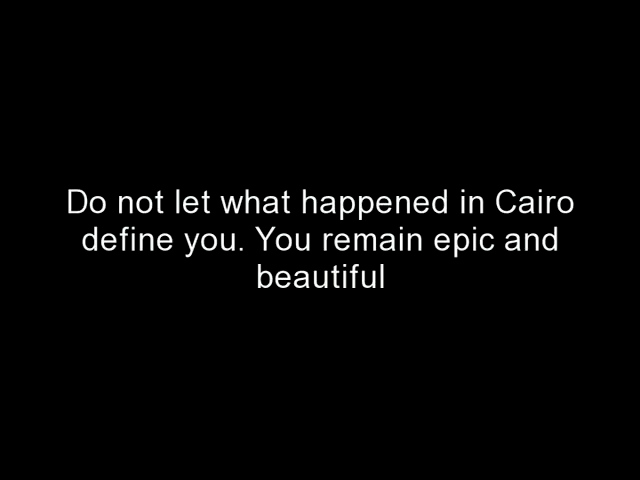 Do not let what happened in Cairo
define you. You remain epic and
beautiful